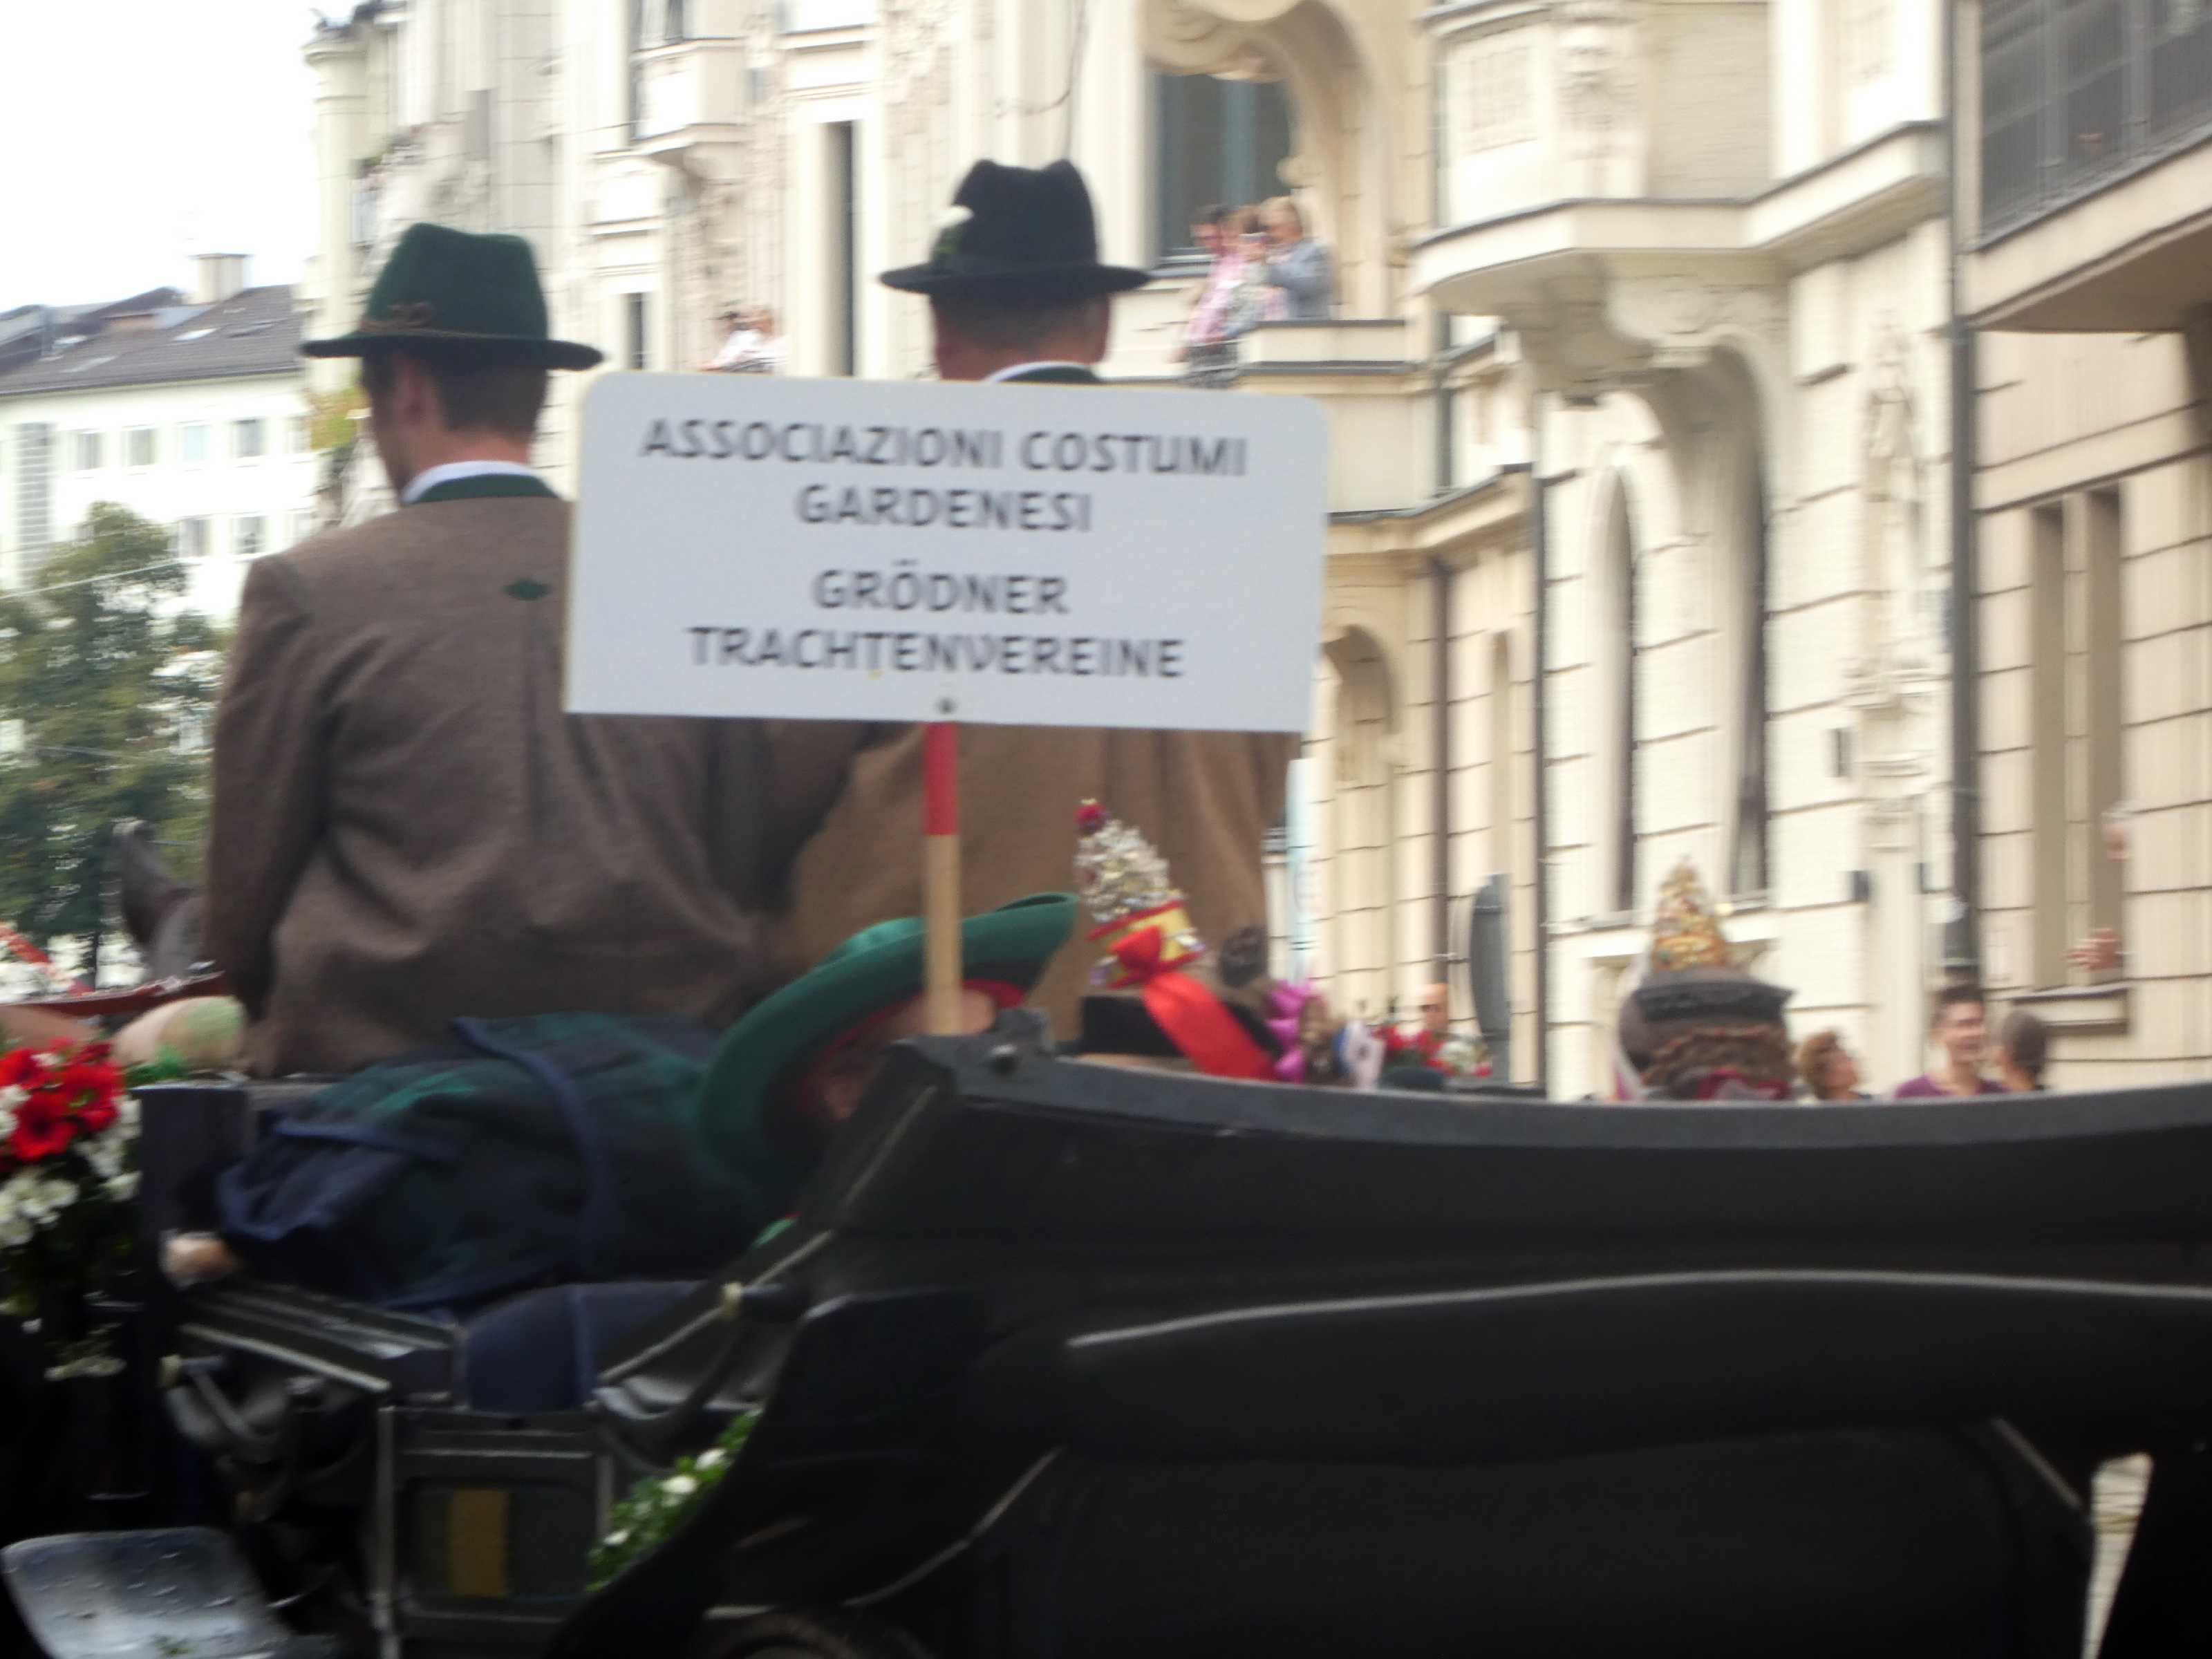 ASSOCIAZIONI COSTUMI
GARDENESI
GRÖDNER
TRACHTENVEREINE